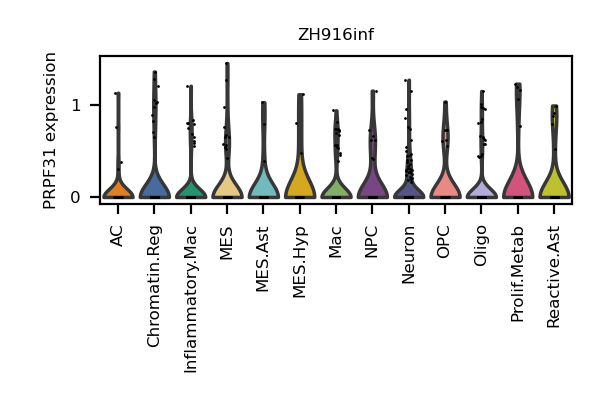 ZH916inf
PRPF31 expression
1
0
AC
Chromatin.Reg
Inflammatory.Mac
MES
MES.Ast
MES.Hyp
Mac
NPC
Neuron
OPC
Oligo
Prolif.Metab
Reactive.Ast